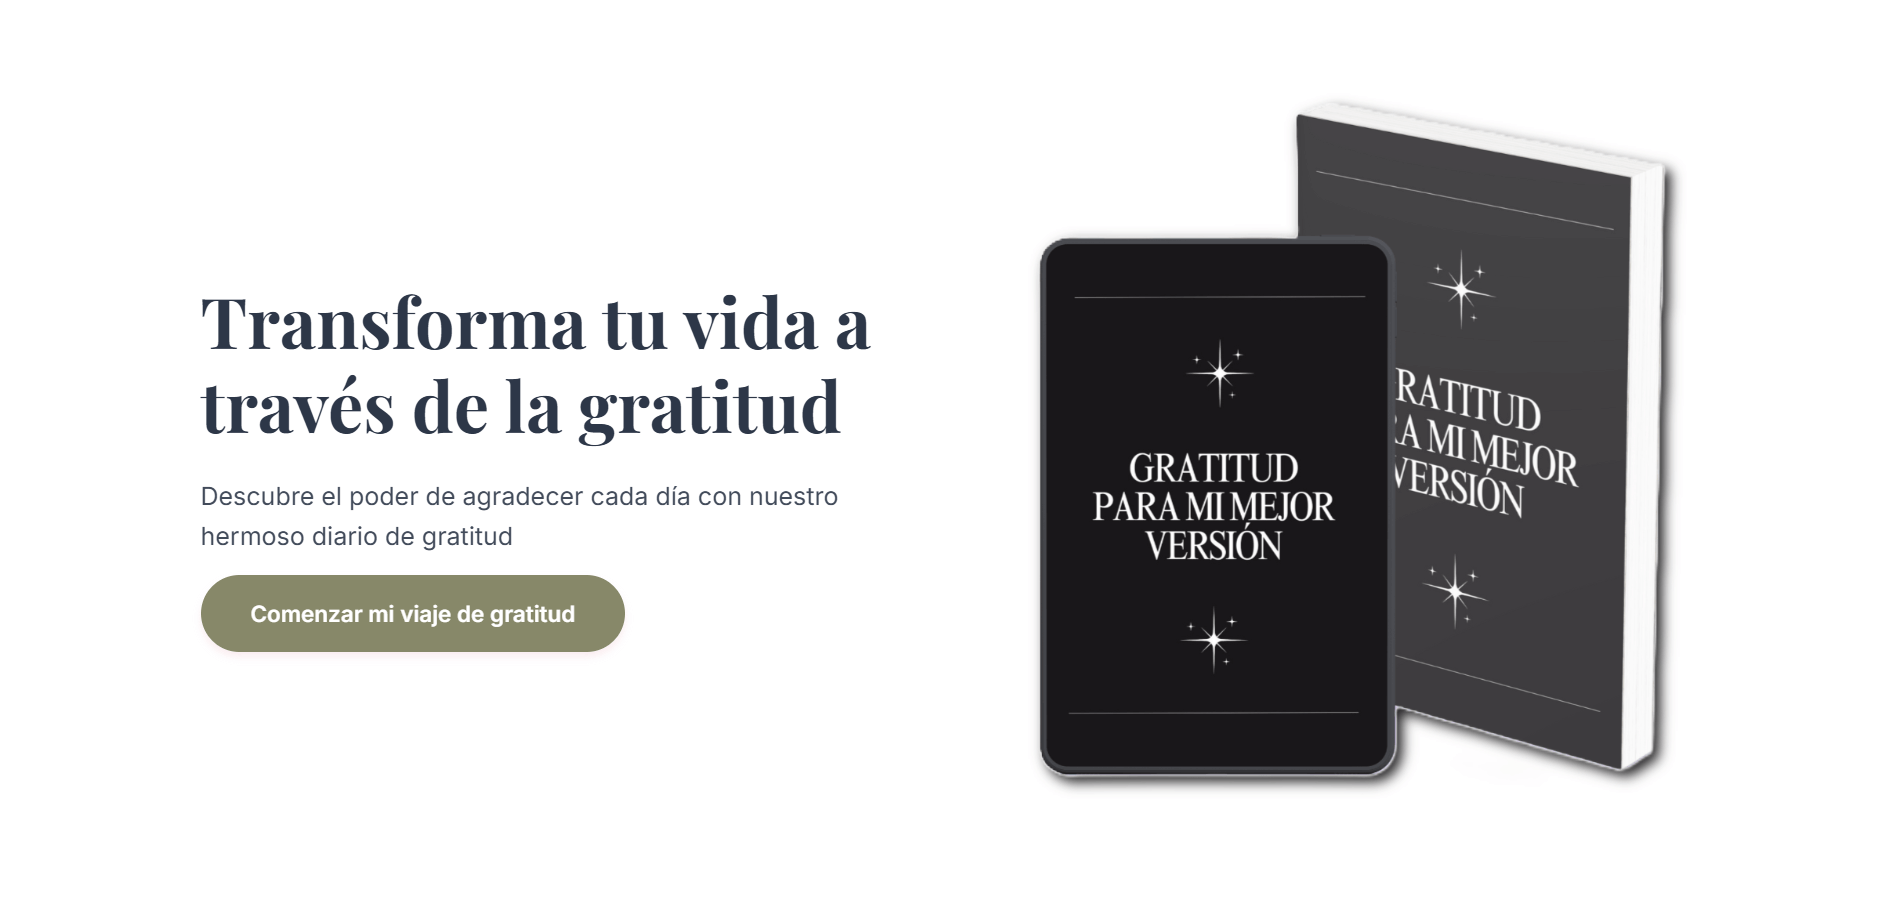 Transforma tu vida a
través de la gratitud
Descubre el poder de agradecer cada día con nuestro
hermoso diario de gratitud
Comenzar mi viaje de gratitud
GRATITUD
PARA MI MEJOR
VERSIÓN
RATITUD
RA MI MEJOR
VERSIÓN